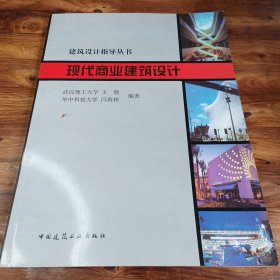 建筑设计指导丛书
现代商业建筑设计
武汉理工大学 王 晓
华中科技大学 闫春林
编著
中国建筑工业出版社